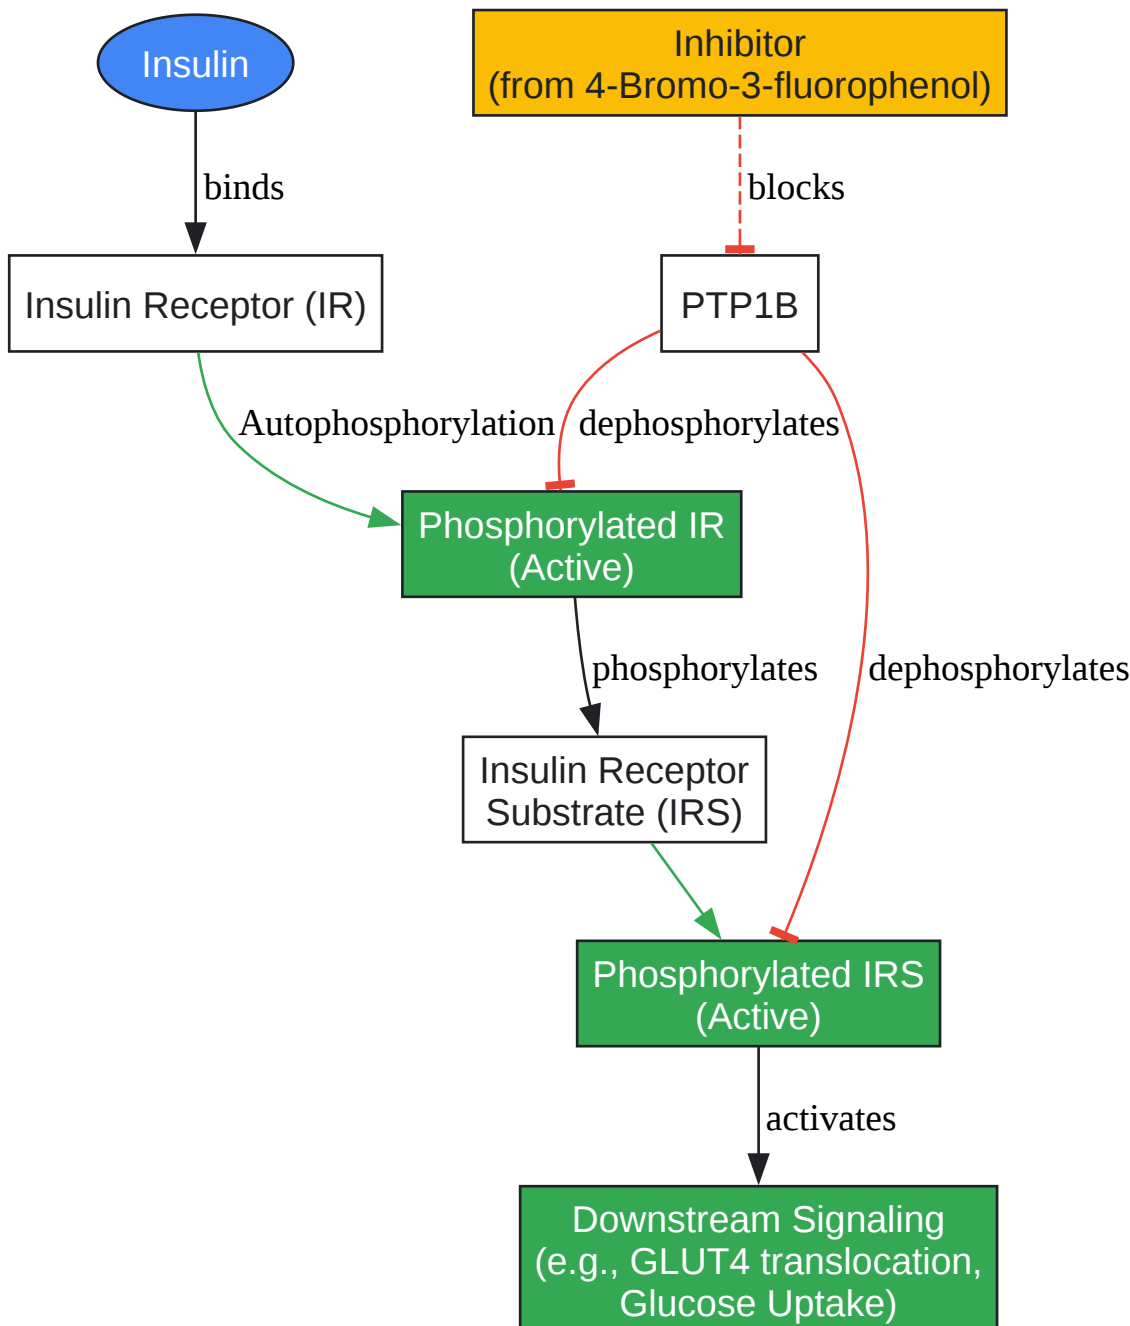 Insulin
Inhibitor
(from 4-Bromo-3-fluorophenol)
binds
blocks
Insulin Receptor (IR)
PTP1B
Autophosphorylation
dephosphorylates
Phosphorylated IR
(Active)
phosphorylates
dephosphorylates
Insulin Receptor
Substrate (IRS)
Phosphorylated IRS
(Active)
activates
Downstream Signaling
(e.g., GLUT4 translocation,
Glucose Uptake)